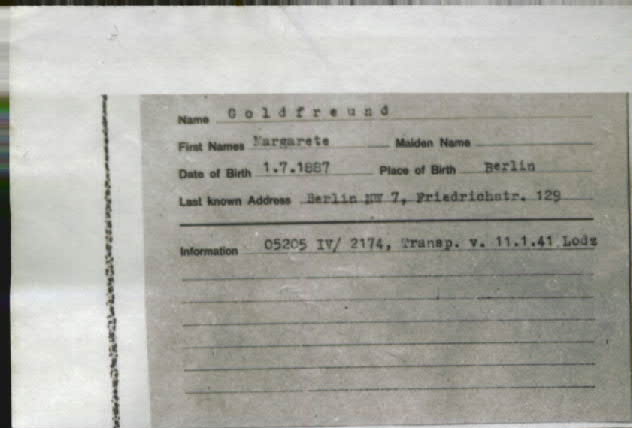 Name G o l d f r e u n d
First Names Margarete Maiden Name
Date of Birth 1.7.1887 Place of Birth Berlin
Last known Address Berlin NW 7, Friedrichstr. 129
Information 05205 IV/ 2174, Transp. v. 11.1.41 Lodz